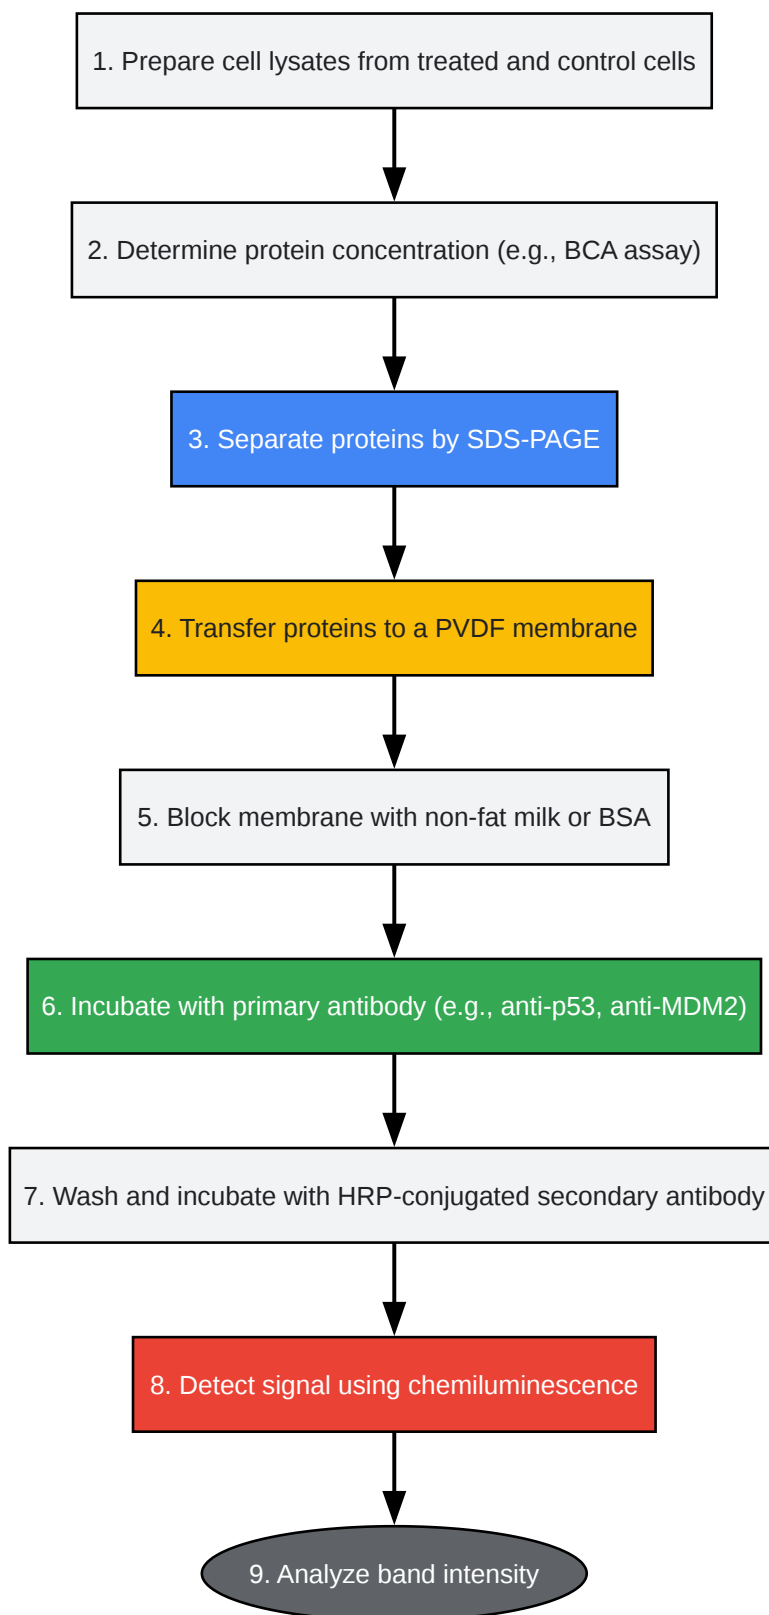 1. Prepare cell lysates from treated and control cells
2. Determine protein concentration (e.g., BCA assay)
3. Separate proteins by SDS-PAGE
4. Transfer proteins to a PVDF membrane
5. Block membrane with non-fat milk or BSA
6. Incubate with primary antibody (e.g., anti-p53, anti-MDM2)
7. Wash and incubate with HRP-conjugated secondary antibody
8. Detect signal using chemiluminescence
9. Analyze band intensity